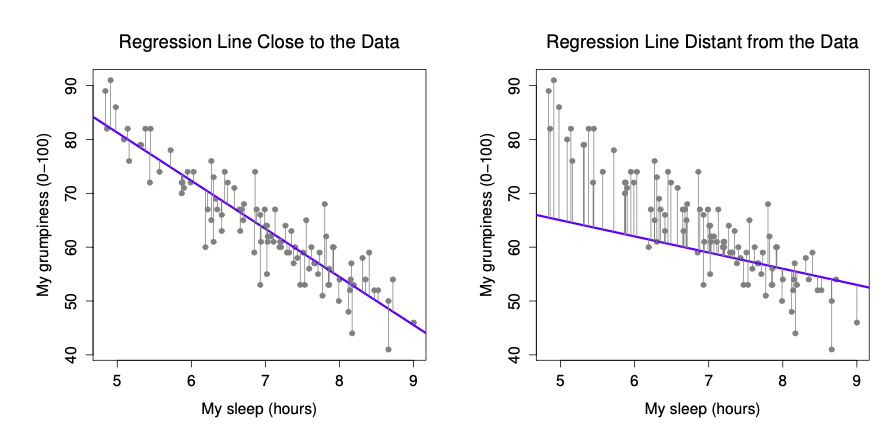 Regression Line Close to the Data
My grumpiness (0−100)
90
80
70
60
50
40
5 6 7 8 9
My sleep (hours)
Regression Line Distant from the Data
My grumpiness (0−100)
90
80
70
60
50
40
5 6 7 8 9
My sleep (hours)